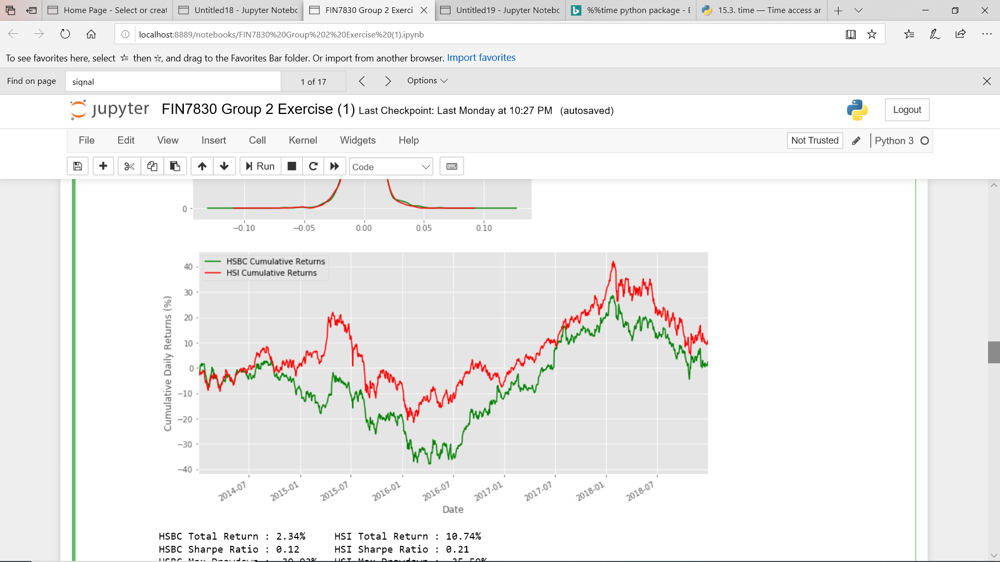 Home Page - Select or creat
Untitled18 - Jupyter Notebo
FIN7830 Group 2 Exerci
Untitled19 - Jupyter Notebo
%%time python package - E
15.3. time — Time access ar
localhost:8889/notebooks/FIN7830%20Group%202%20Exercise%20(1).ipynb
To see favorites here, select then , and drag to the Favorites Bar folder. Or import from another browser. Import favorites
Find on page signal 1 of 17 Options
jupyter FIN7830 Group 2 Exercise (1) Last Checkpoint: Last Monday at 10:27 PM (autosaved) Logout
File Edit View Insert Cell Kernel Widgets Help Not Trusted Python 3
Run Code
0
−0.10 −0.05 0.00 0.05 0.10
HSBC Cumulative Returns
HSI Cumulative Returns
Cumulative Daily Returns (%)
40
30
20
10
0
−10
−20
−30
−40
2014-07 2015-01 2015-07 2016-01 2016-07 2017-01 2017-07 2018-01 2018-07
Date
HSBC Total Return : 2.34% HSI Total Return : 10.74%
HSBC Sharpe Ratio : 0.12 HSI Sharpe Ratio : 0.21
HSBC Max Drawdown : -39.93% HSI Max Drawdown : -35.59%